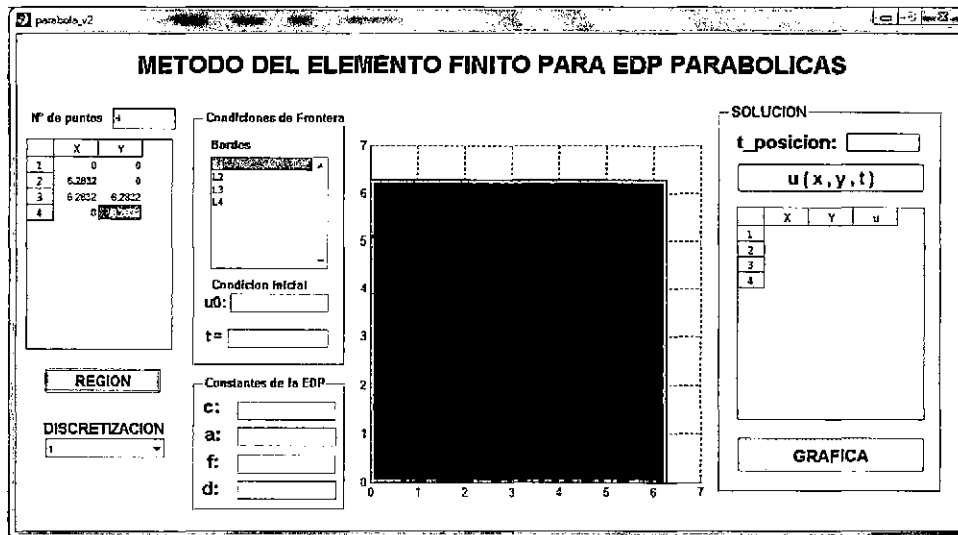 parabola_v2
METODO DEL ELEMENTO FINITO PARA EDP PARABOLICAS
Nº de puntos 4
X Y
1 0 0
2 6.2832 0
3 6.2832 6.2832
4 0
REGION
DISCRETIZACION
1
Condiciones de Frontera
Bordes
L2
L3
L4
Condicion Inicial
u0:
t=
Constantes de la EDP
c:
a:
f:
d:
7
6
5
4
3
2
1
0
0 1 2 3 4 5 6 7
SOLUCION
t_posicion:
u(x,y,t)
X Y u
1
2
3
4
GRAFICA